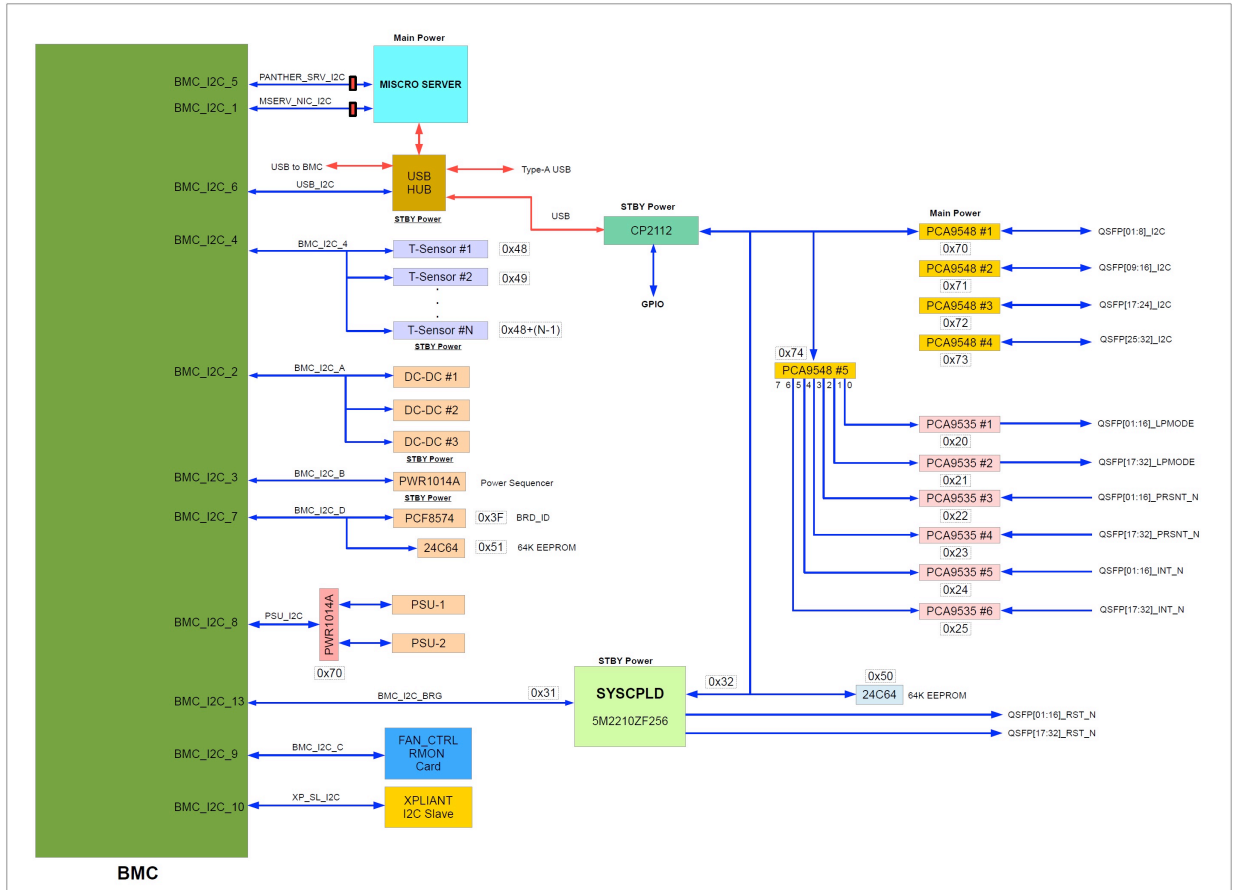 Main Power
BMC_I2C_5
PANTHER_SRV_I2C
MISCRO SERVER
BMC_I2C_1
MSERV_NIC_I2C
USB to BMC
USB
HUB
Type-A USB
BMC_I2C_6
USB_I2C
STBY Power
USB
STBY Power
CP2112
GPIO
Main Power
PCA9548 #1
0x70
QSFP[01:8]_I2C
PCA9548 #2
0x71
QSFP[09:16]_I2C
PCA9548 #3
0x72
QSFP[17:24]_I2C
PCA9548 #4
0x73
QSFP[25:32]_I2C
BMC_I2C_4
BMC_I2C_4
T-Sensor #1
0x48
T-Sensor #2
0x49
.
.
.
T-Sensor #N
0x48+(N-1)
STBY Power
0x74
PCA9548 #5
7 6 5 4 3 2 1 0
BMC_I2C_2
BMC_I2C_A
DC-DC #1
DC-DC #2
DC-DC #3
STBY Power
PCA9535 #1
0x20
QSFP[01:16]_LPMODE
PCA9535 #2
0x21
QSFP[17:32]_LPMODE
PCA9535 #3
0x22
QSFP[01:16]_PRSNT_N
PCA9535 #4
0x23
QSFP[17:32]_PRSNT_N
PCA9535 #5
0x24
QSFP[01:16]_INT_N
PCA9535 #6
0x25
QSFP[17:32]_INT_N
BMC_I2C_3
BMC_I2C_B
PWR1014A
Power Sequencer
STBY Power
BMC_I2C_7
BMC_I2C_D
PCF8574
0x3F
BRD_ID
24C64
0x51
64K EEPROM
BMC_I2C_8
PSU_I2C
PWR1014A
0x70
PSU-1
PSU-2
STBY Power
BMC_I2C_13
BMC_I2C_BRG
0x31
SYSCPLD
5M2210ZF256
0x32
0x50
24C64
64K EEPROM
QSFP[01:16]_RST_N
QSFP[17:32]_RST_N
BMC_I2C_9
BMC_I2C_C
FAN_CTRL
RMON
Card
BMC_I2C_10
XP_SL_I2C
XPLIANT
I2C Slave
BMC